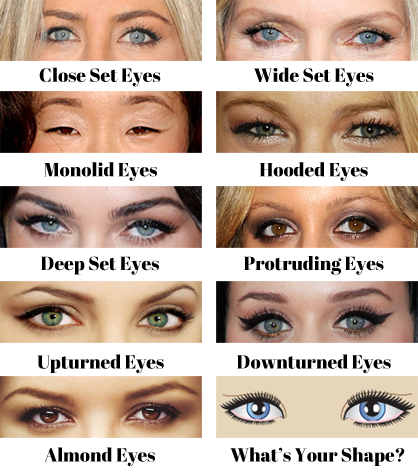 Close Set Eyes
Wide Set Eyes
Monolid Eyes
Hooded Eyes
Deep Set Eyes
Protruding Eyes
Upturned Eyes
Downturned Eyes
Almond Eyes
What's Your Shape?